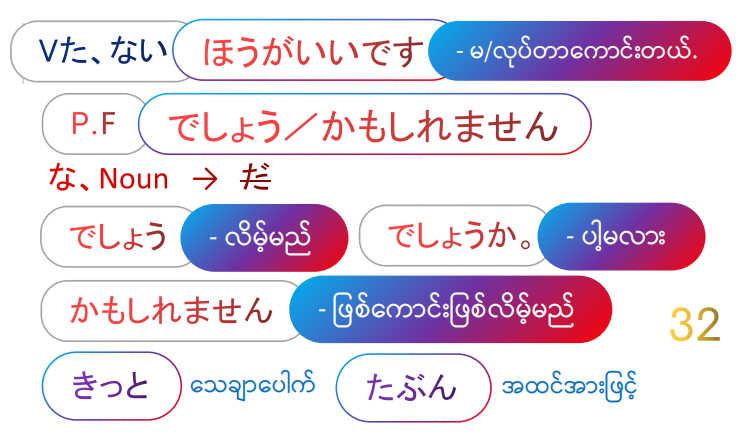 Vた、ない ほうがいいです - မ/လုပ်တာကောင်းတယ်.
P.F でしょう／かもしれません
な、Noun → だ
でしょう - လိမ့်မည် でしょうか。 - ပါ့မလား
かもしれません - ဖြစ်ကောင်းဖြစ်လိမ့်မည်
32
きっと သေချာပေါက် たぶん အထင်အားဖြင့်